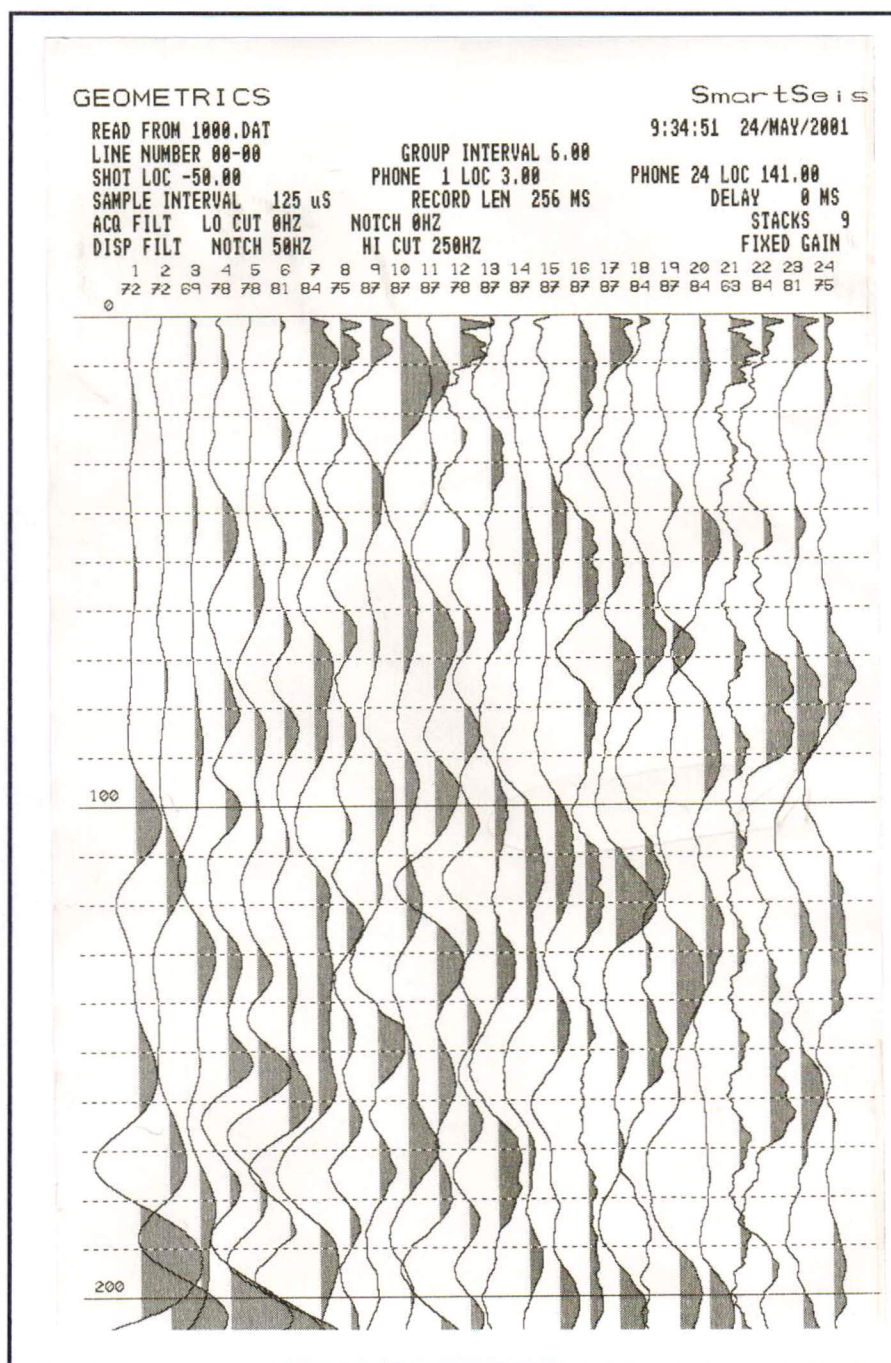 GEOMETRICS SmartSeis
READ FROM 1000.DAT 9:34:51 24/MAY/2001
LINE NUMBER 00-00 GROUP INTERVAL 6.00
SHOT LOC -50.00 PHONE 1 LOC 3.00 PHONE 24 LOC 141.00
SAMPLE INTERVAL 125 uS RECORD LEN 256 MS DELAY 0 MS
ACQ FILT LO CUT 0HZ NOTCH 0HZ STACKS 9
DISP FILT NOTCH 50HZ HI CUT 250HZ FIXED GAIN
1 2 3 4 5 6 7 8 9 10 11 12 13 14 15 16 17 18 19 20 21 22 23 24
72 72 69 78 78 81 84 75 87 87 87 78 87 87 87 87 87 84 87 84 63 84 81 75
0
100
200